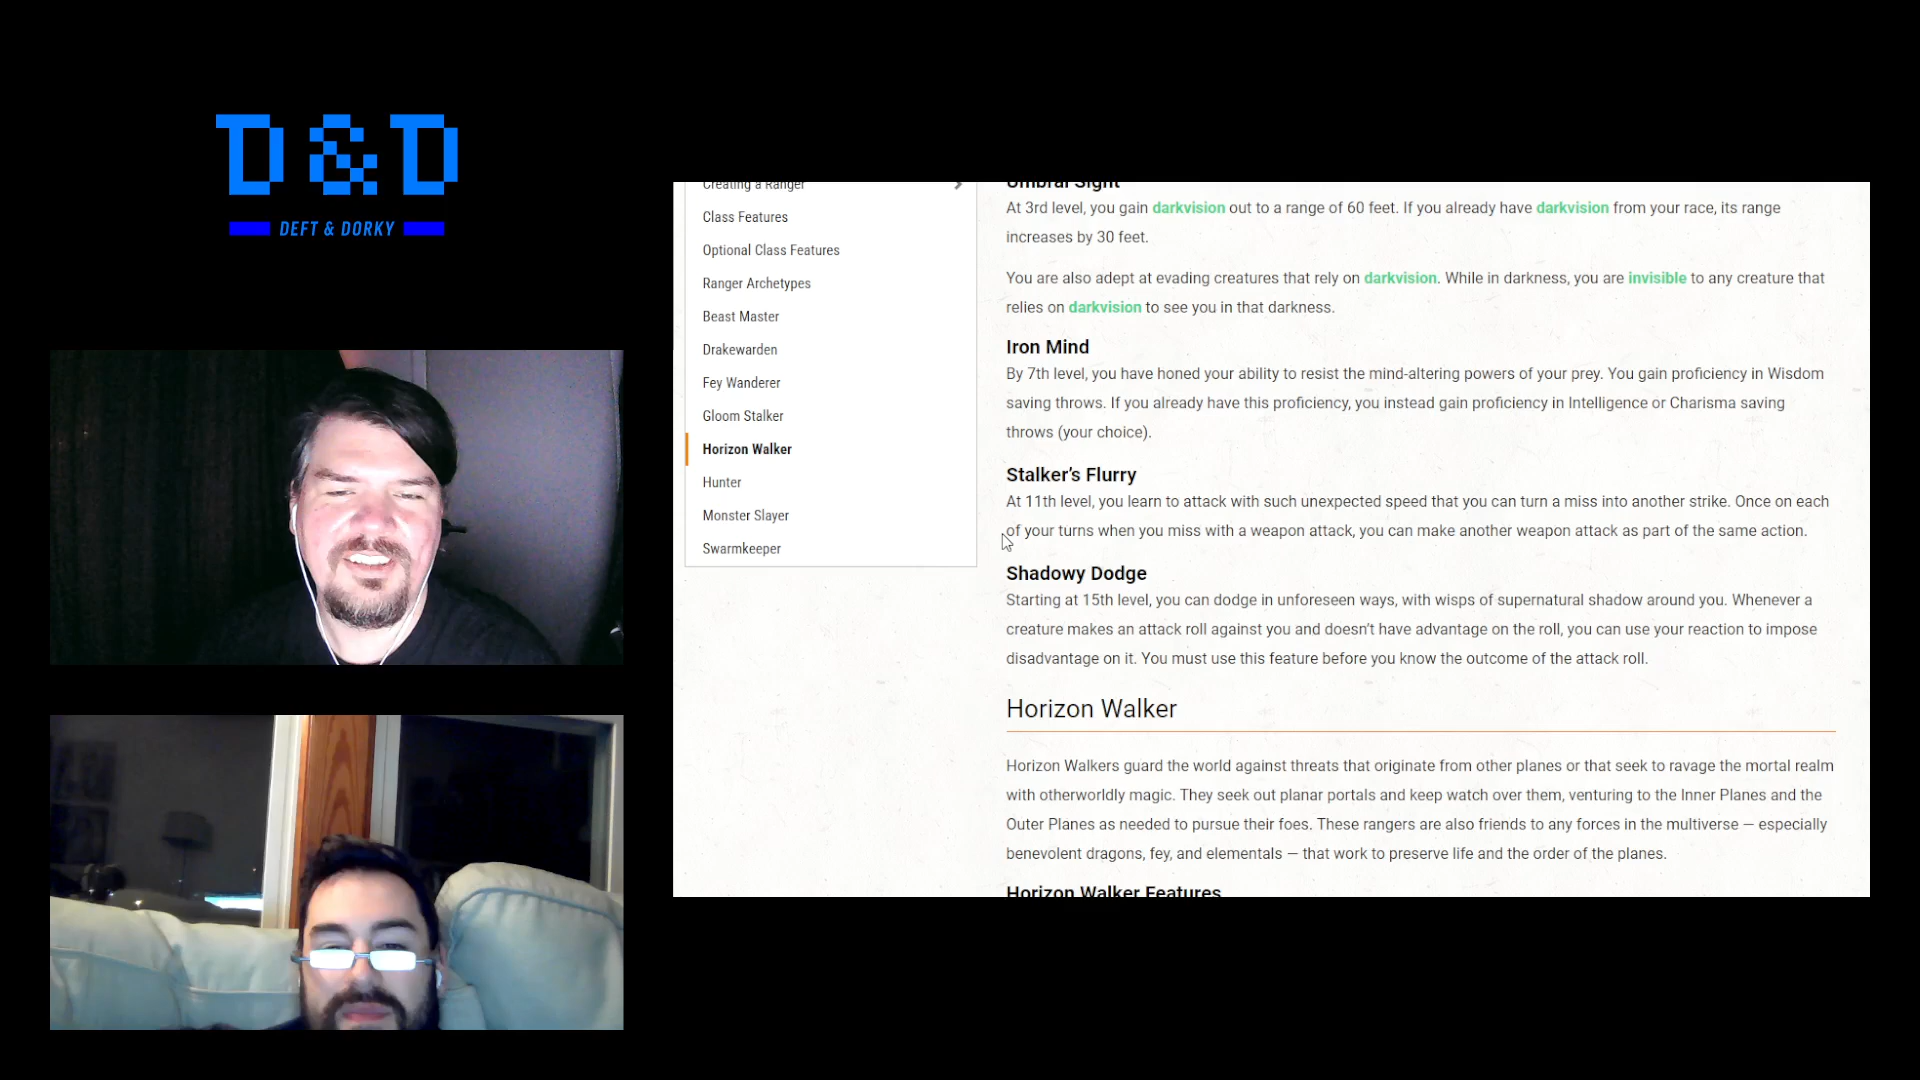 D & D
DEFT & DORKY
Creating a Ranger
Class Features
Optional Class Features
Ranger Archetypes
Beast Master
Drakewarden
Fey Wanderer
Gloom Stalker
Horizon Walker
Hunter
Monster Slayer
Swarmkeeper
Umbral Sight
At 3rd level, you gain darkvision out to a range of 60 feet. If you already have darkvision from your race, its range
increases by 30 feet.
You are also adept at evading creatures that rely on darkvision. While in darkness, you are invisible to any creature that
relies on darkvision to see you in that darkness.
Iron Mind
By 7th level, you have honed your ability to resist the mind-altering powers of your prey. You gain proficiency in Wisdom
saving throws. If you already have this proficiency, you instead gain proficiency in Intelligence or Charisma saving
throws (your choice).
Stalker’s Flurry
At 11th level, you learn to attack with such unexpected speed that you can turn a miss into another strike. Once on each
of your turns when you miss with a weapon attack, you can make another weapon attack as part of the same action.
Shadowy Dodge
Starting at 15th level, you can dodge in unforeseen ways, with wisps of supernatural shadow around you. Whenever a
creature makes an attack roll against you and doesn’t have advantage on the roll, you can use your reaction to impose
disadvantage on it. You must use this feature before you know the outcome of the attack roll.
Horizon Walker
Horizon Walkers guard the world against threats that originate from other planes or that seek to ravage the mortal realm
with otherworldly magic. They seek out planar portals and keep watch over them, venturing to the Inner Planes and the
Outer Planes as needed to pursue their foes. These rangers are also friends to any forces in the multiverse — especially
benevolent dragons, fey, and elementals — that work to preserve life and the order of the planes.
Horizon Walker Features